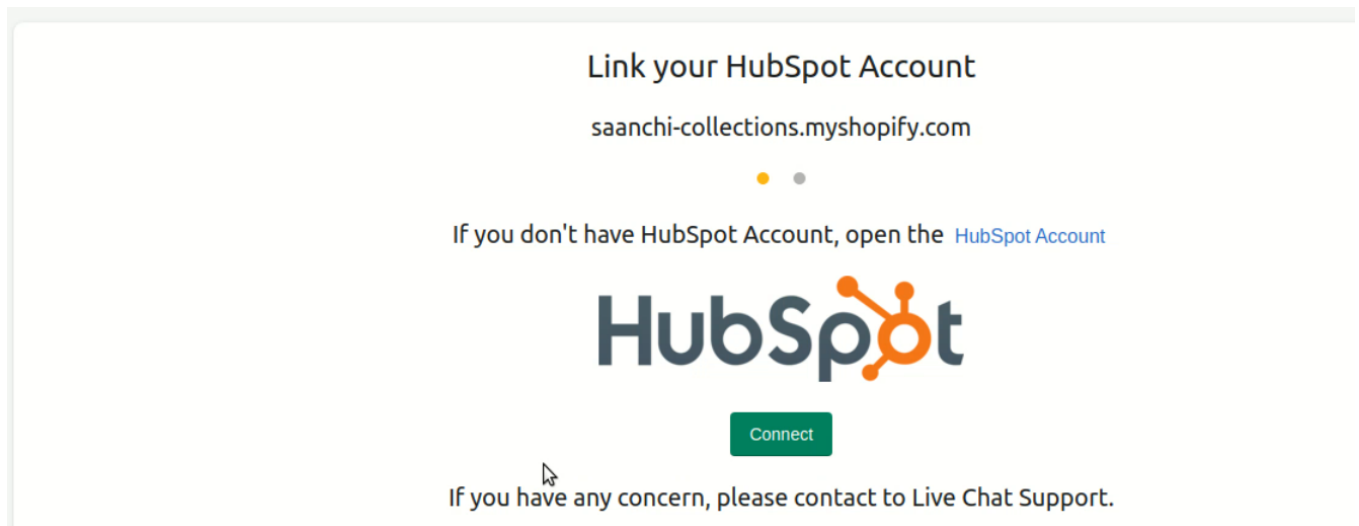 Link your HubSpot Account
saanchi-collections.myshopify.com
If you don't have HubSpot Account, open the HubSpot Account
HubSpot
Connect
If you have any concern, please contact to Live Chat Support.